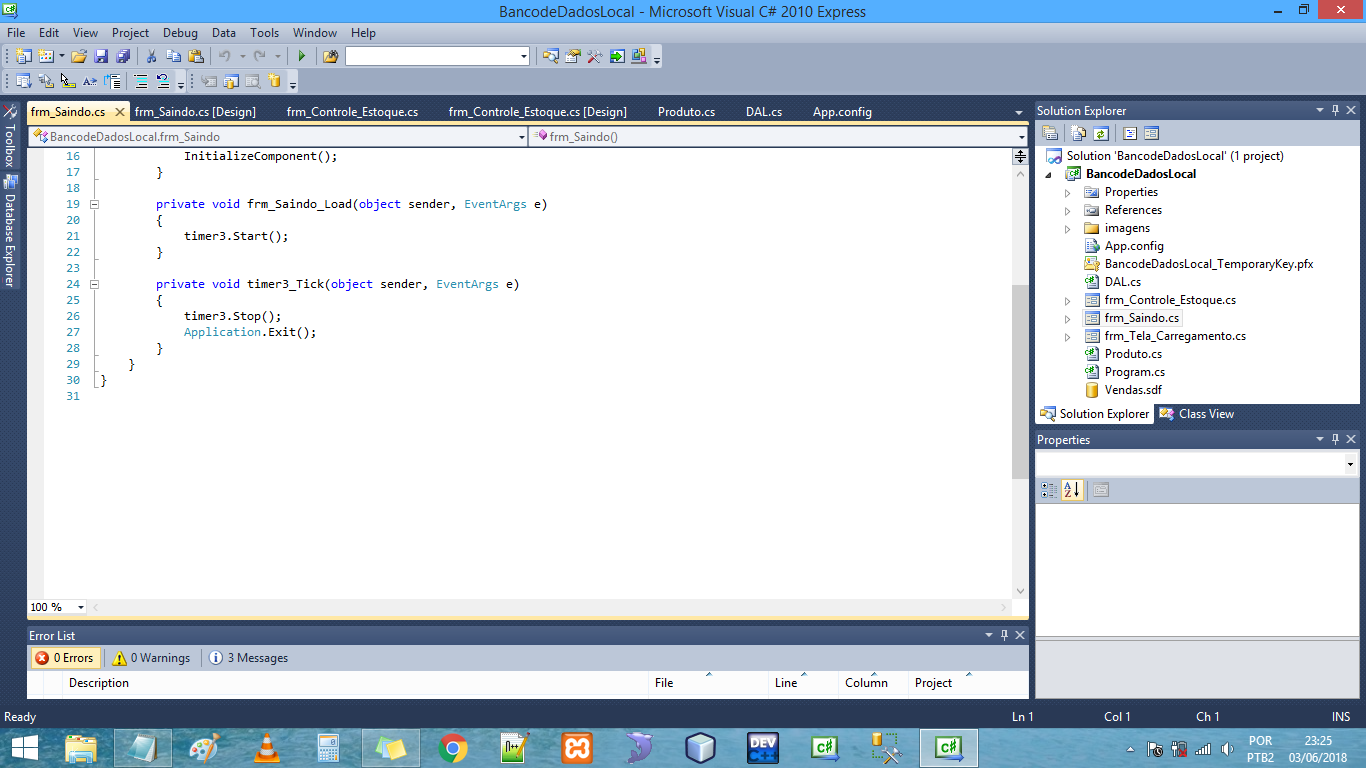 BancodeDadosLocal - Microsoft Visual C# 2010 Express
File Edit View Project Debug Data Tools Window Help
frm_Saindo.cs frm_Saindo.cs [Design] frm_Controle_Estoque.cs frm_Controle_Estoque.cs [Design] Produto.cs DAL.cs App.config
BancodeDadosLocal.frm_Saindo frm_Saindo()
Toolbox
Database Explorer
16 InitializeComponent();
17 }
18
19 private void frm_Saindo_Load(object sender, EventArgs e)
20 {
21 timer3.Start();
22 }
23
24 private void timer3_Tick(object sender, EventArgs e)
25 {
26 timer3.Stop();
27 Application.Exit();
28 }
29 }
30 }
31
100 %
Solution Explorer
Solution 'BancodeDadosLocal' (1 project)
BancodeDadosLocal
Properties
References
imagens
App.config
BancodeDadosLocal_TemporaryKey.pfx
DAL.cs
frm_Controle_Estoque.cs
frm_Saindo.cs
frm_Tela_Carregamento.cs
Produto.cs
Program.cs
Vendas.sdf
Solution Explorer Class View
Properties
Error List
0 Errors 0 Warnings 3 Messages
Description File Line Column Project
Ready Ln 1 Col 1 Ch 1 INS
DEV C++
POR 23:25
PTB2 03/06/2018